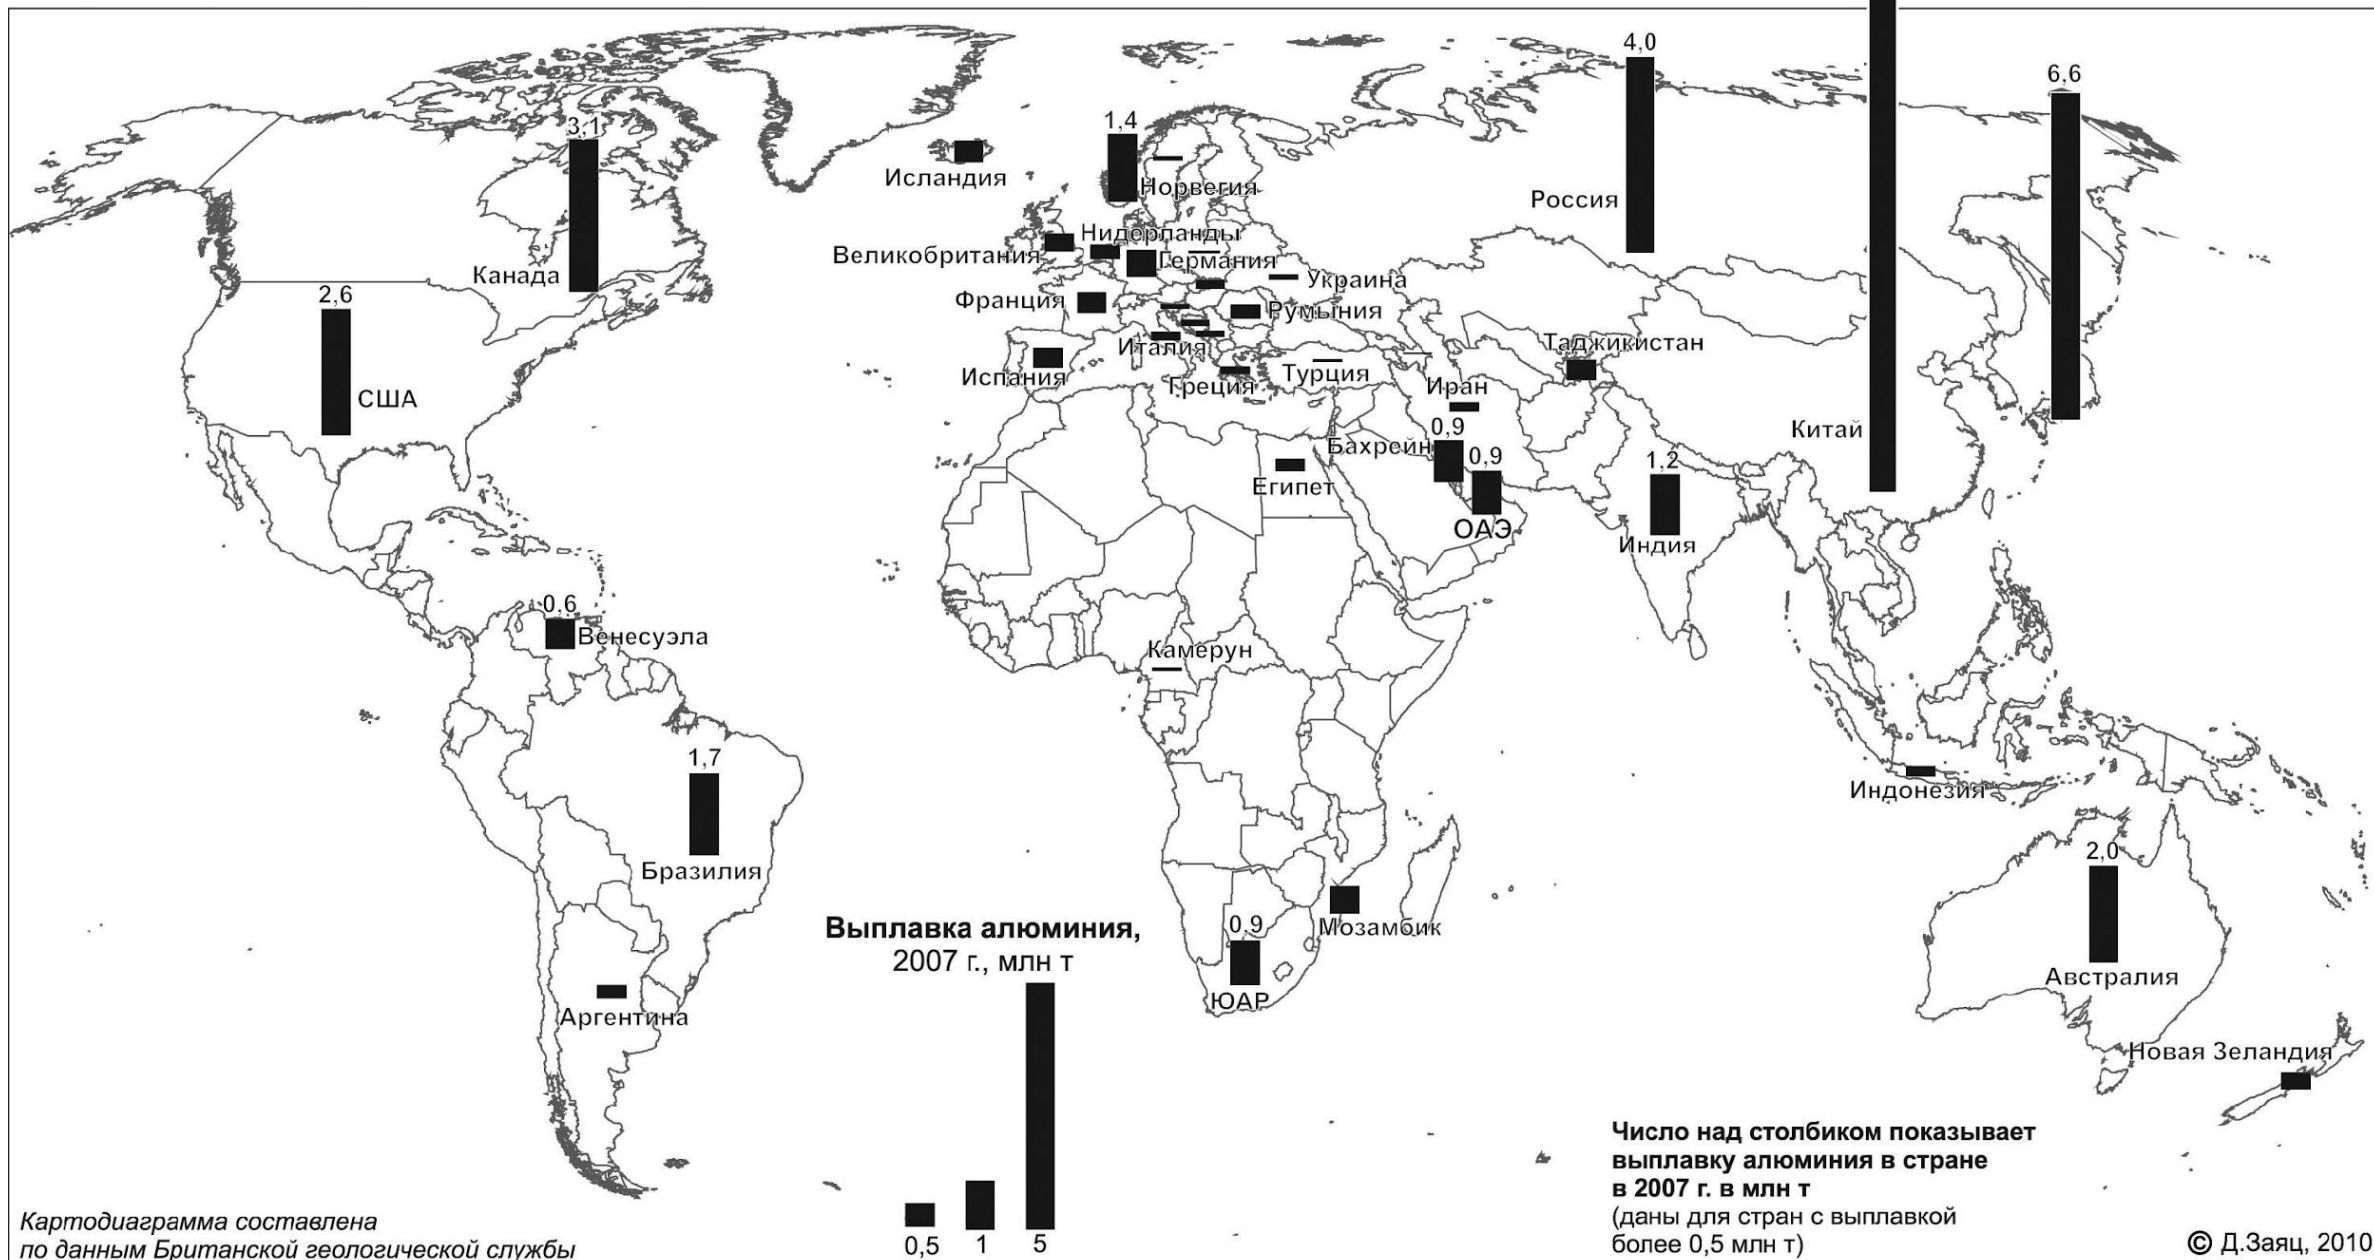 4,0
6,6
3,1
1,4
Исландия
Норвегия
Россия
Нидерланды
Великобритания
Германия
Канада
Украина
2,6
Франция
Румыния
Италия
Таджикистан
Испания
Греция
Турция
Иран
США
0,9
Китай
Бахрейн
0,9
1,2
Египет
ОАЭ
Индия
0,6
Венесуэла
Камерун
1,7
Индонезия
2,0
Бразилия
0,9
Мозамбик
Выплавка алюминия,
2007 г., млн т
Австралия
ЮАР
Аргентина
Новая Зеландия
Число над столбиком показывает
выплавку алюминия в стране
в 2007 г. в млн т
(даны для стран с выплавкой
более 0,5 млн т)
0,5
1
5
Картодиаграмма составлена
по данным Британской геологической службы
© Д.Заяц, 2010